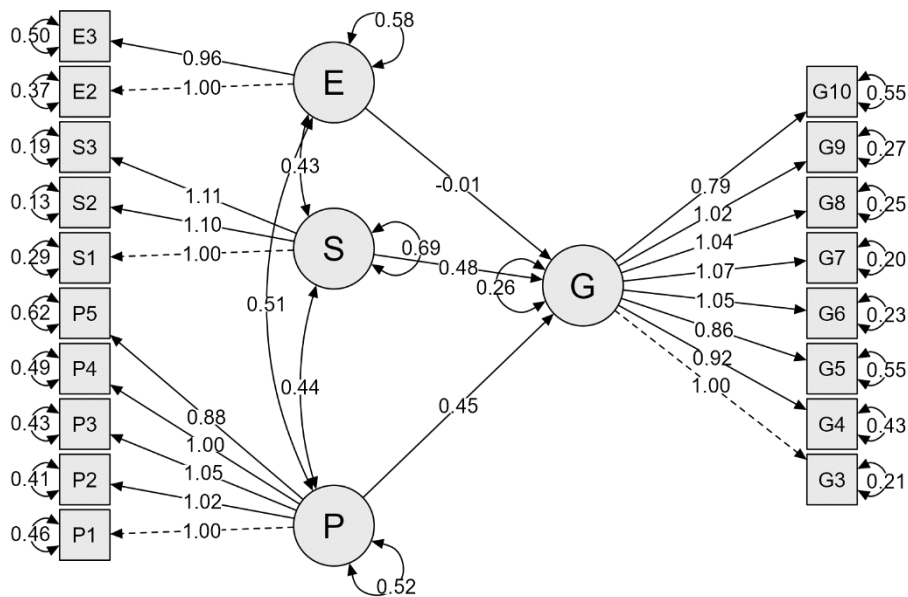 0.50 E3
0.96
0.37 E2
1.00
0.19 S3
1.11
0.13 S2
1.10
0.29 S1
1.00
0.62 P5
0.88
0.49 P4
1.00
0.43 P3
1.05
0.41 P2
1.02
0.46 P1
1.00
E
0.58
0.43
S
0.69
0.51
0.44
P
0.52
-0.01
0.48
0.45
0.26
G
0.79
G10 0.55
1.02
G9 0.27
1.04
G8 0.25
1.07
G7 0.20
1.05
G6 0.23
0.86
G5 0.55
0.92
G4 0.43
1.00
G3 0.21